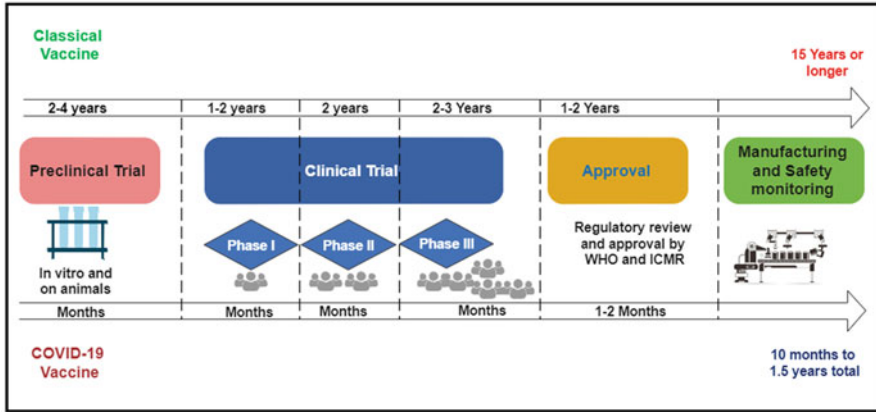 Classical
Vaccine
15 Years or
longer
2-4 years
1-2 years
2 years
2-3 Years
1-2 Years
Preclinical Trial
Clinical Trial
Approval
Manufacturing
and Safety
monitoring
Phase I
Phase II
Phase III
In vitro and
on animals
Regulatory review
and approval by
WHO and ICMR
Months
Months
Months
Months
1-2 Months
COVID-19
Vaccine
10 months to
1.5 years total